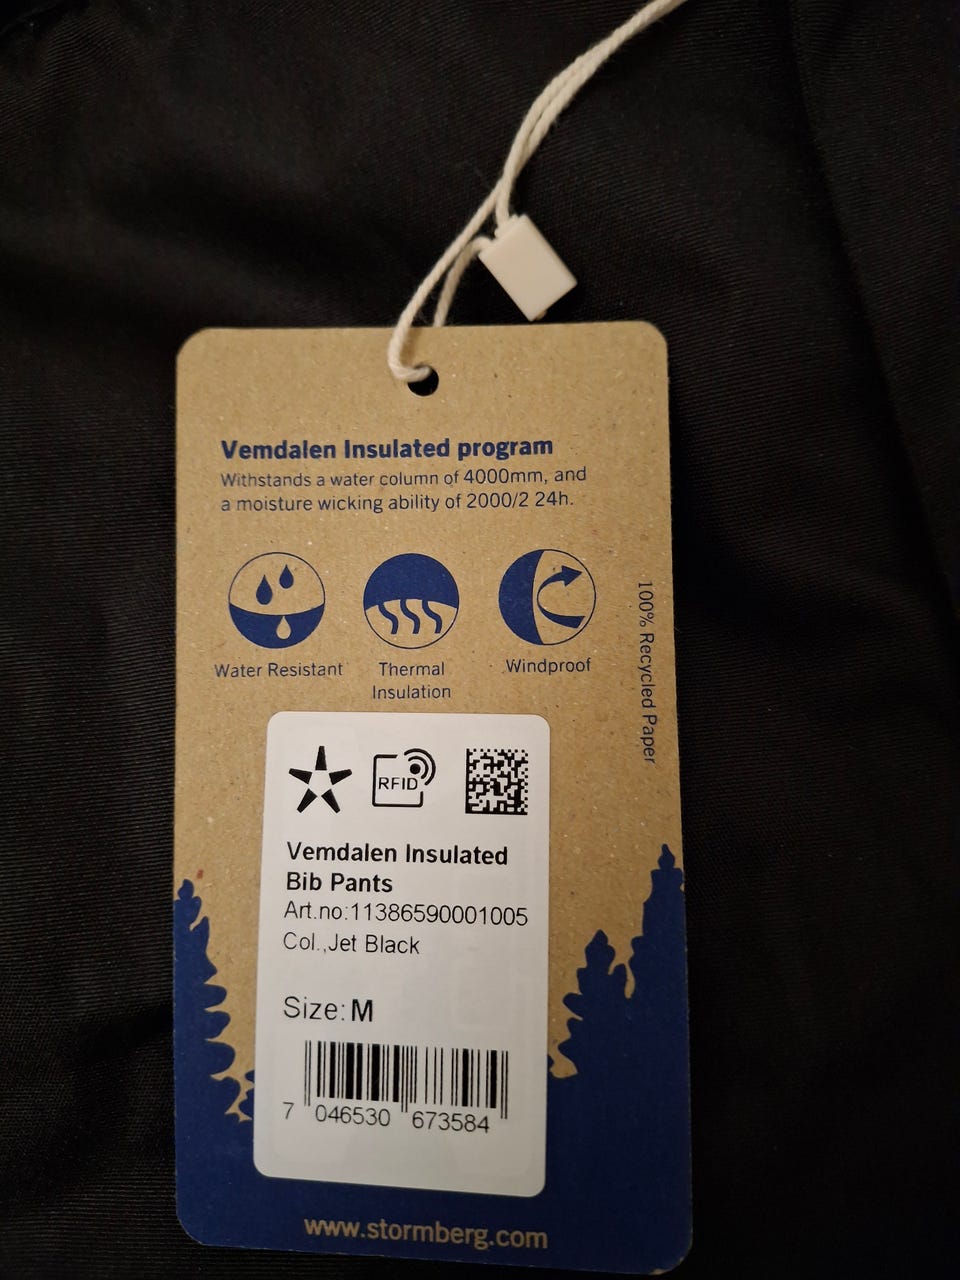 Vemdalen Insulated program
Withstands a water column of 4000mm, and
a moisture wicking ability of 2000/2 24h.
Water Resistant
Thermal
Insulation
Windproof
100% Recycled Paper
RFID
Vemdalen Insulated
Bib Pants
Art.no:11386590001005
Col.,Jet Black
Size: M
7 046530 673584
www.stormberg.com